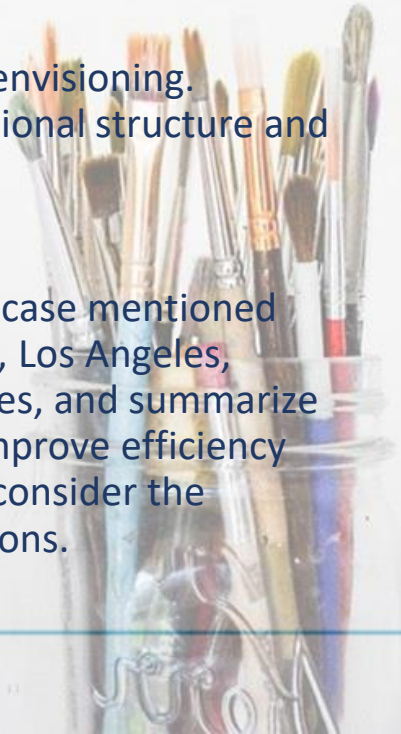 envisioning.
ional structure and
case mentioned
, Los Angeles,
es, and summarize
nprove efficiency
consider the
ons.